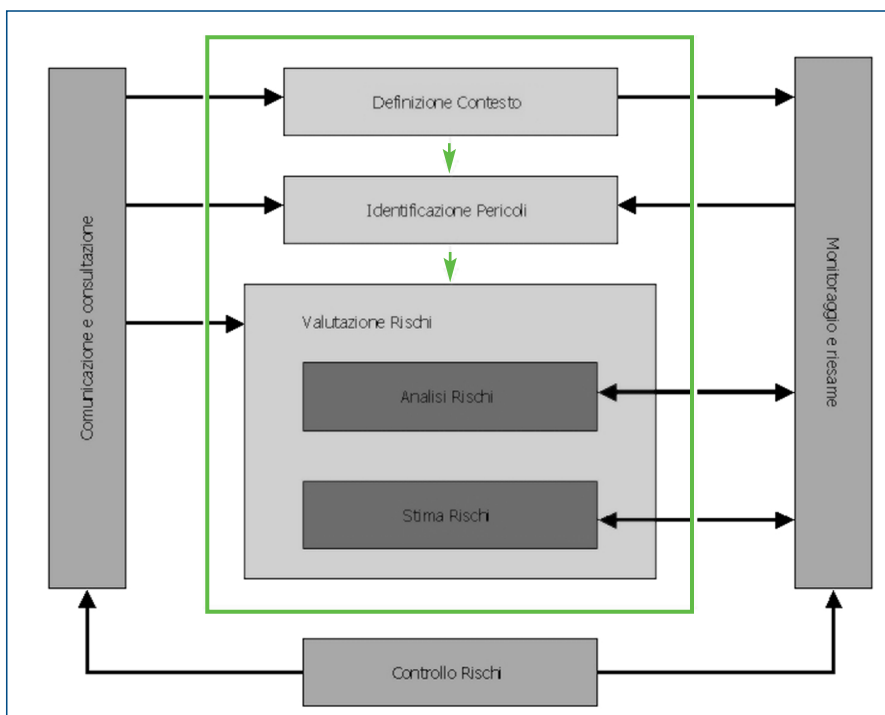 Definizione Contesto
Identificazione Pericoli
Valutazione Rischi
Analisi Rischi
Stima Rischi
Comunicazione e consultazione
Monitoraggio e riesame
Controllo Rischi